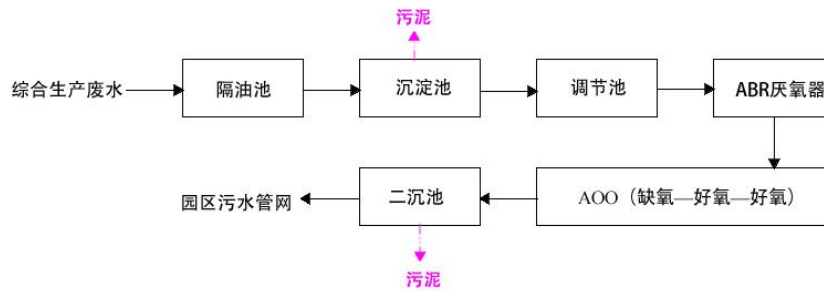 污泥
综合生产废水
隔油池
沉淀池
调节池
ABR厌氧器
园区污水管网
二沉池
AOO（缺氧—好氧—好氧）
污泥